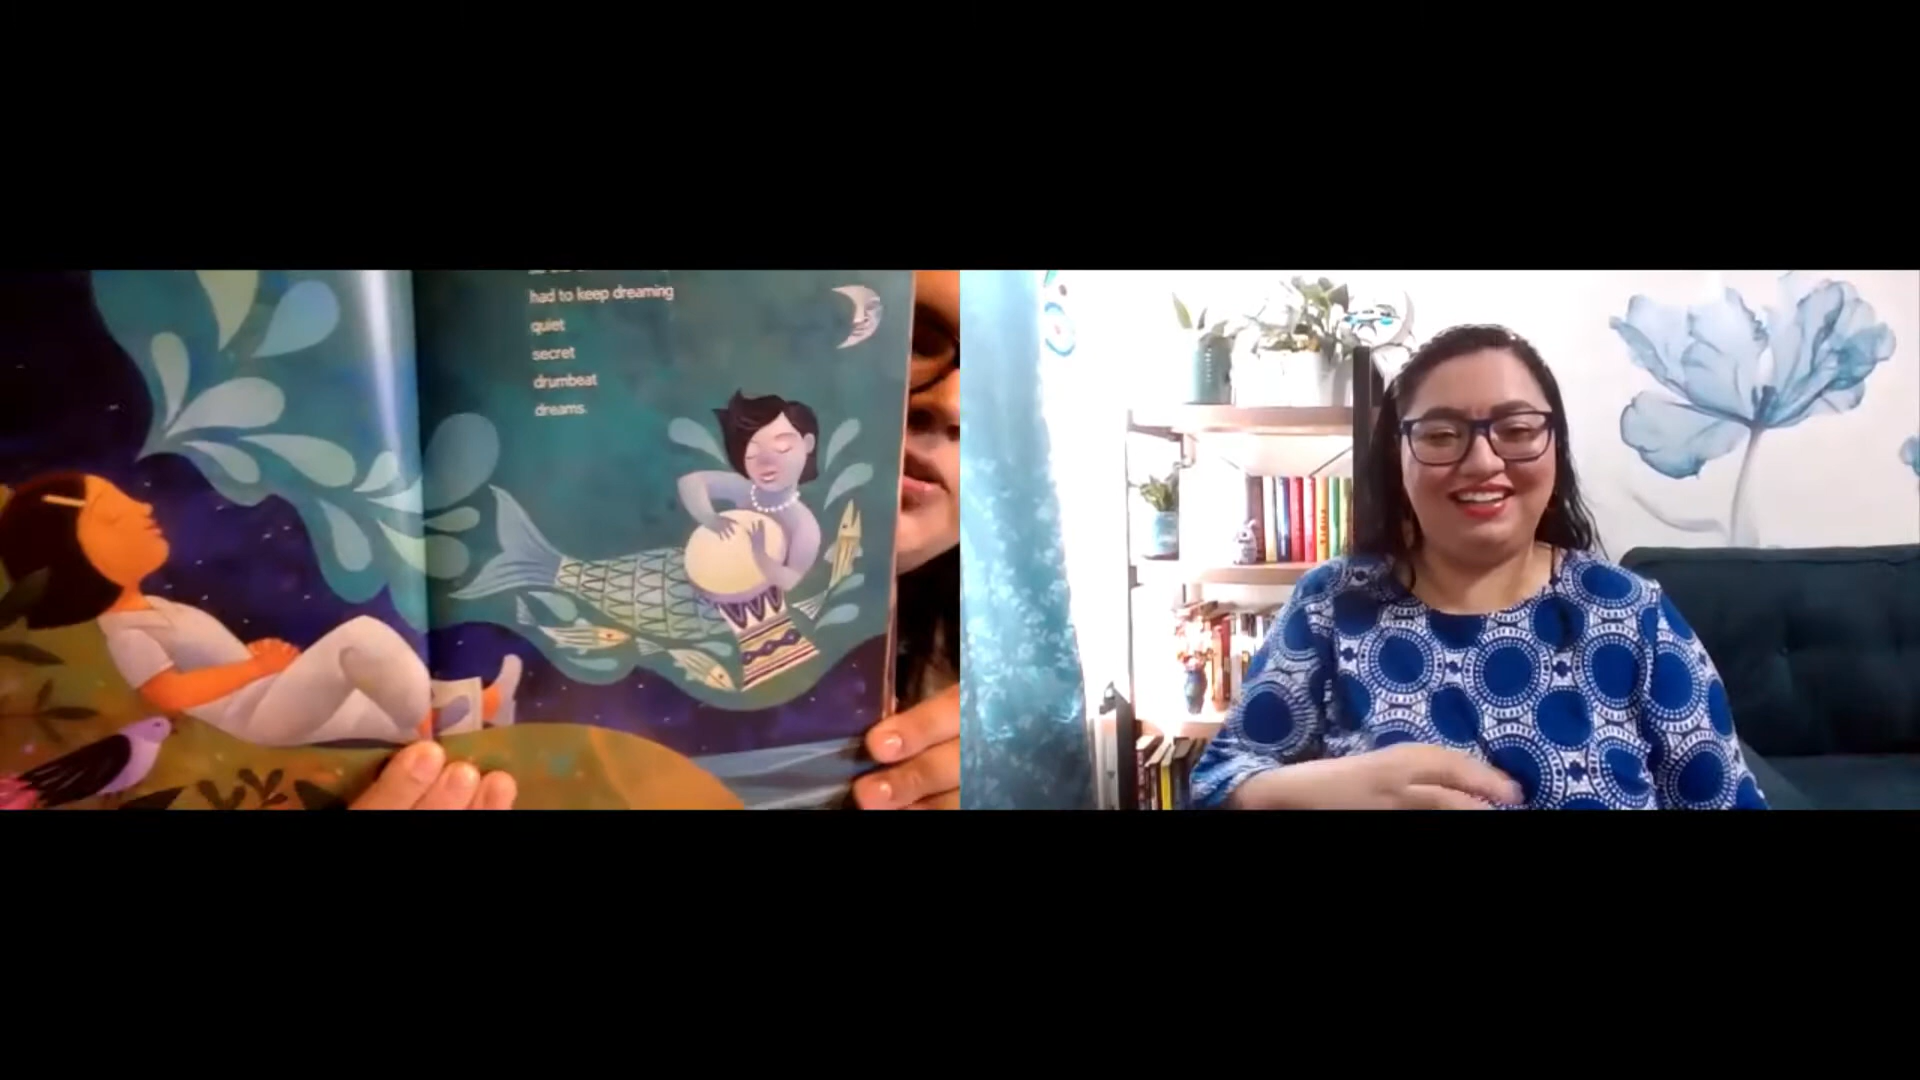 had to keep dreaming
quiet
secret
drumbeat
dreams.